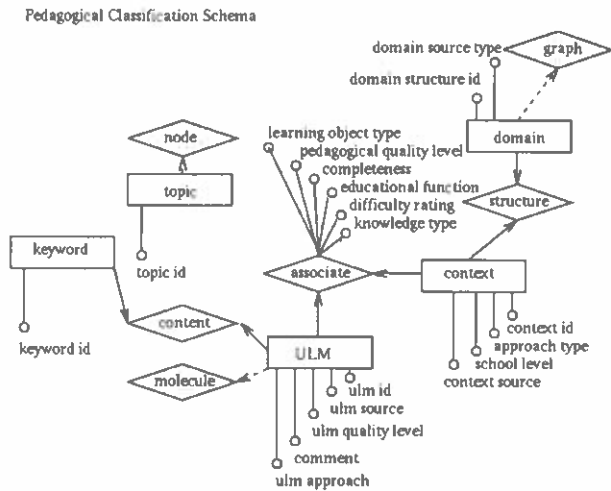 Pedagogical Classification Schema
domain source type
graph
domain structure id
domain
node
learning object type
pedagogical quality level
completeness
educational function
difficulty rating
knowledge type
topic
structure
keyword
topic id
associate
context
content
keyword id
ULM
context id
approach type
school level
context source
molecule
ulm id
ulm source
ulm quality level
comment
ulm approach